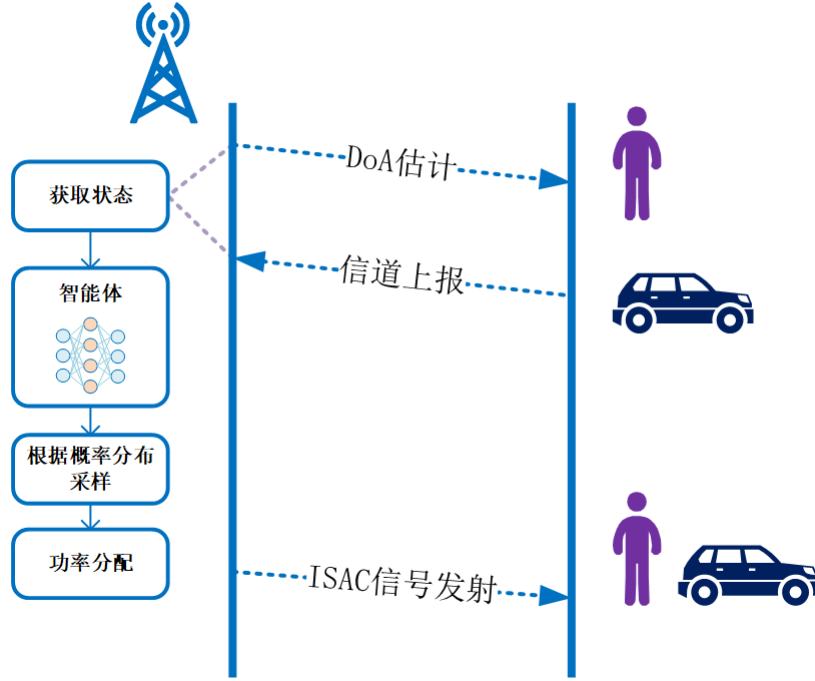 DoA估计
获取状态
信道上报
智能体
根据概率分布
采样
功率分配
ISAC信号发射